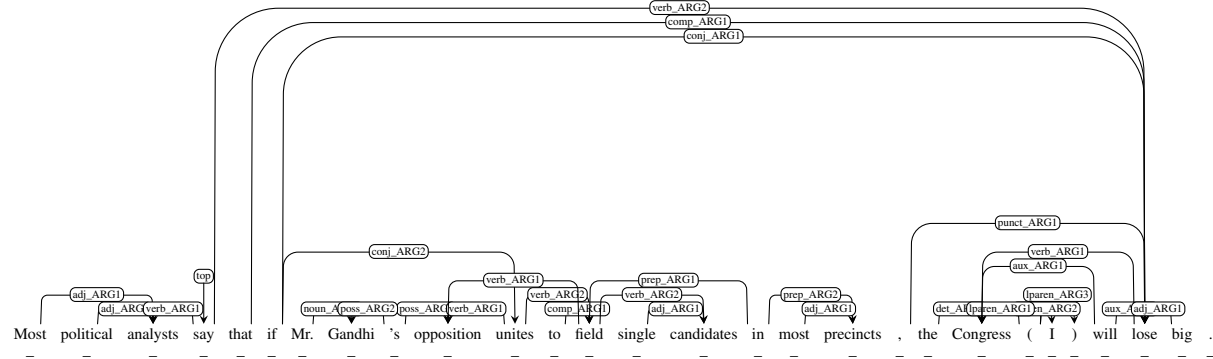 verb_ARG2
comp_ARG1
conj_ARG1
punct_ARG1
conj_ARG2 verb_ARG1
aux_ARG1
top
verb_ARG1 prep_ARG1
adj_ARG1 verb_ARG2 verb_ARG2 prep_ARG2 lparen_ARG3
verb_ARG1 poss_ARG2 verb_ARG1 comp_ARG1 adj_ARG1 adj_ARG1 lparen_ARG1 adj_ARG1
Most political analysts say that if Mr. Gandhi 's opposition unites to field single candidates in most precincts , the Congress ( I ) will lose big .